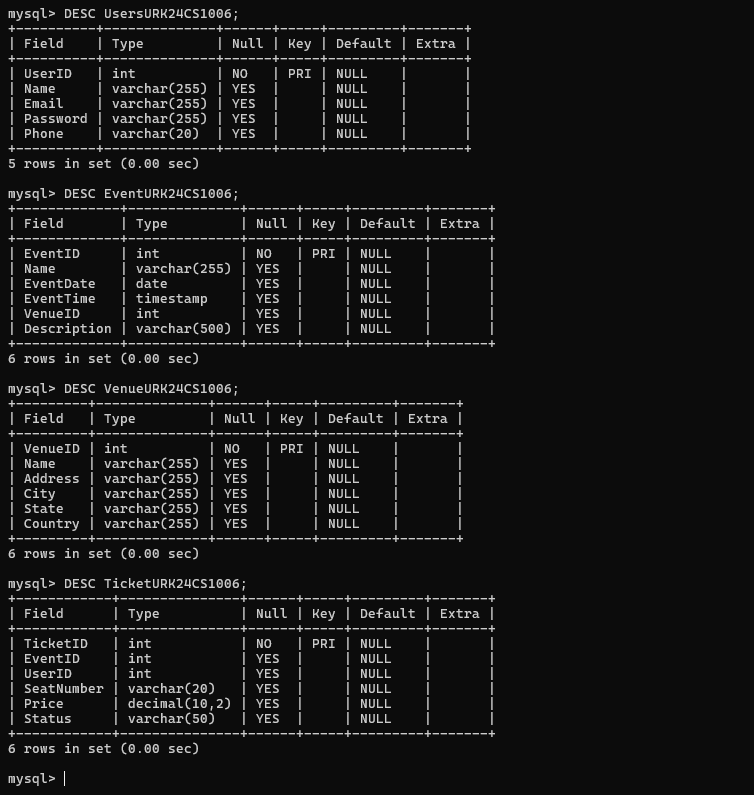 mysql> DESC UsersURK24CS1006;
+----------+--------------+------+-----+---------+-------+
| Field    | Type         | Null | Key | Default | Extra |
+----------+--------------+------+-----+---------+-------+
| UserID   | int          | NO   | PRI | NULL    |       |
| Name     | varchar(255) | YES  |     | NULL    |       |
| Email    | varchar(255) | YES  |     | NULL    |       |
| Password | varchar(255) | YES  |     | NULL    |       |
| Phone    | varchar(20)  | YES  |     | NULL    |       |
+----------+--------------+------+-----+---------+-------+
5 rows in set (0.00 sec)

mysql> DESC EventURK24CS1006;
+-------------+--------------+------+-----+---------+-------+
| Field       | Type         | Null | Key | Default | Extra |
+-------------+--------------+------+-----+---------+-------+
| EventID     | int          | NO   | PRI | NULL    |       |
| Name        | varchar(255) | YES  |     | NULL    |       |
| EventDate   | date         | YES  |     | NULL    |       |
| EventTime   | timestamp    | YES  |     | NULL    |       |
| VenueID     | int          | YES  |     | NULL    |       |
| Description | varchar(500) | YES  |     | NULL    |       |
+-------------+--------------+------+-----+---------+-------+
6 rows in set (0.00 sec)

mysql> DESC VenueURK24CS1006;
+---------+--------------+------+-----+---------+-------+
| Field   | Type         | Null | Key | Default | Extra |
+---------+--------------+------+-----+---------+-------+
| VenueID | int          | NO   | PRI | NULL    |       |
| Name    | varchar(255) | YES  |     | NULL    |       |
| Address | varchar(255) | YES  |     | NULL    |       |
| City    | varchar(255) | YES  |     | NULL    |       |
| State   | varchar(255) | YES  |     | NULL    |       |
| Country | varchar(255) | YES  |     | NULL    |       |
+---------+--------------+------+-----+---------+-------+
6 rows in set (0.00 sec)

mysql> DESC TicketURK24CS1006;
+------------+---------------+------+-----+---------+-------+
| Field      | Type          | Null | Key | Default | Extra |
+------------+---------------+------+-----+---------+-------+
| TicketID   | int           | NO   | PRI | NULL    |       |
| EventID    | int           | YES  |     | NULL    |       |
| UserID     | int           | YES  |     | NULL    |       |
| SeatNumber | varchar(20)   | YES  |     | NULL    |       |
| Price      | decimal(10,2) | YES  |     | NULL    |       |
| Status     | varchar(50)   | YES  |     | NULL    |       |
+------------+---------------+------+-----+---------+-------+
6 rows in set (0.00 sec)

mysql>